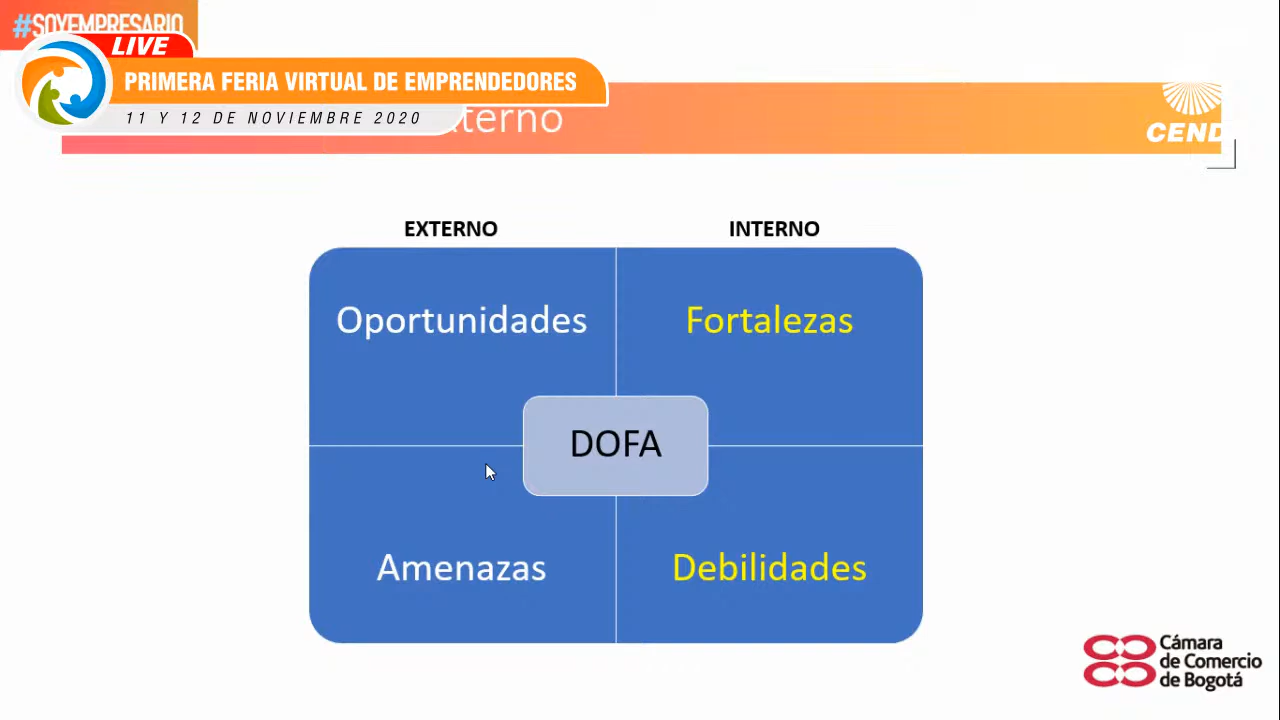 #SOYEMPRESARIO
LIVE
PRIMERA FERIA VIRTUAL DE EMPRENDEDORES
11 Y 12 DE NOVIEMBRE 2020
EXTERNO
INTERNO
Oportunidades
Fortalezas
DOFA
Amenazas
Debilidades
Cámara
de Comercio
de Bogotá